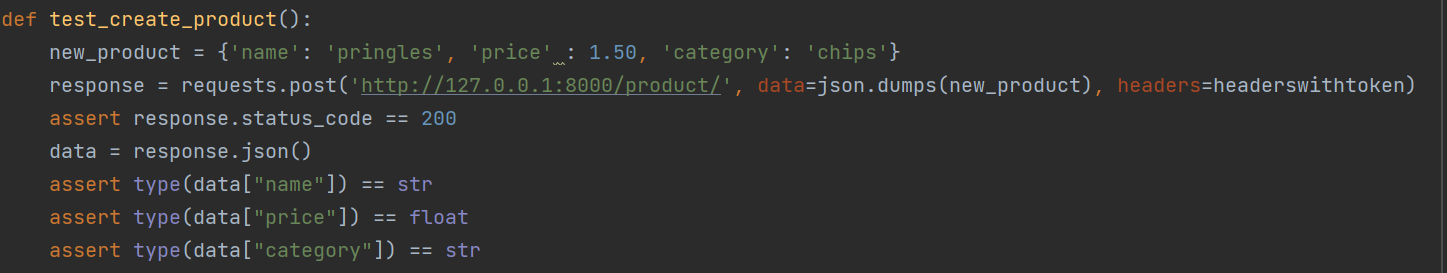 def test_create_product():
    new_product = {'name': 'pringles', 'price' : 1.50, 'category': 'chips'}
    response = requests.post('http://127.0.0.1:8000/product/', data=json.dumps(new_product), headers=headerswithtoken)
    assert response.status_code == 200
    data = response.json()
    assert type(data["name"]) == str
    assert type(data["price"]) == float
    assert type(data["category"]) == str